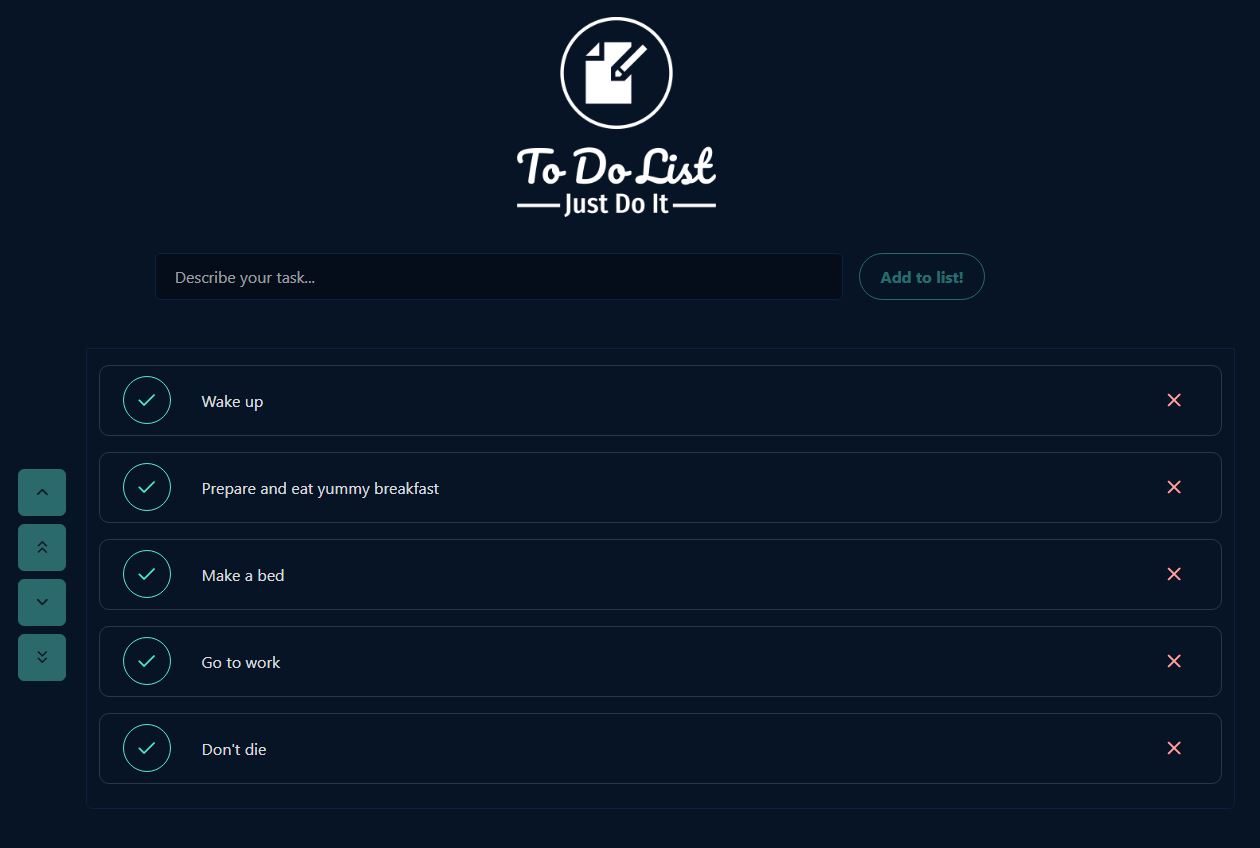 To Do List
Just Do It
Describe your task...
Add to list!
Wake up
Prepare and eat yummy breakfast
Make a bed
Go to work
Don't die